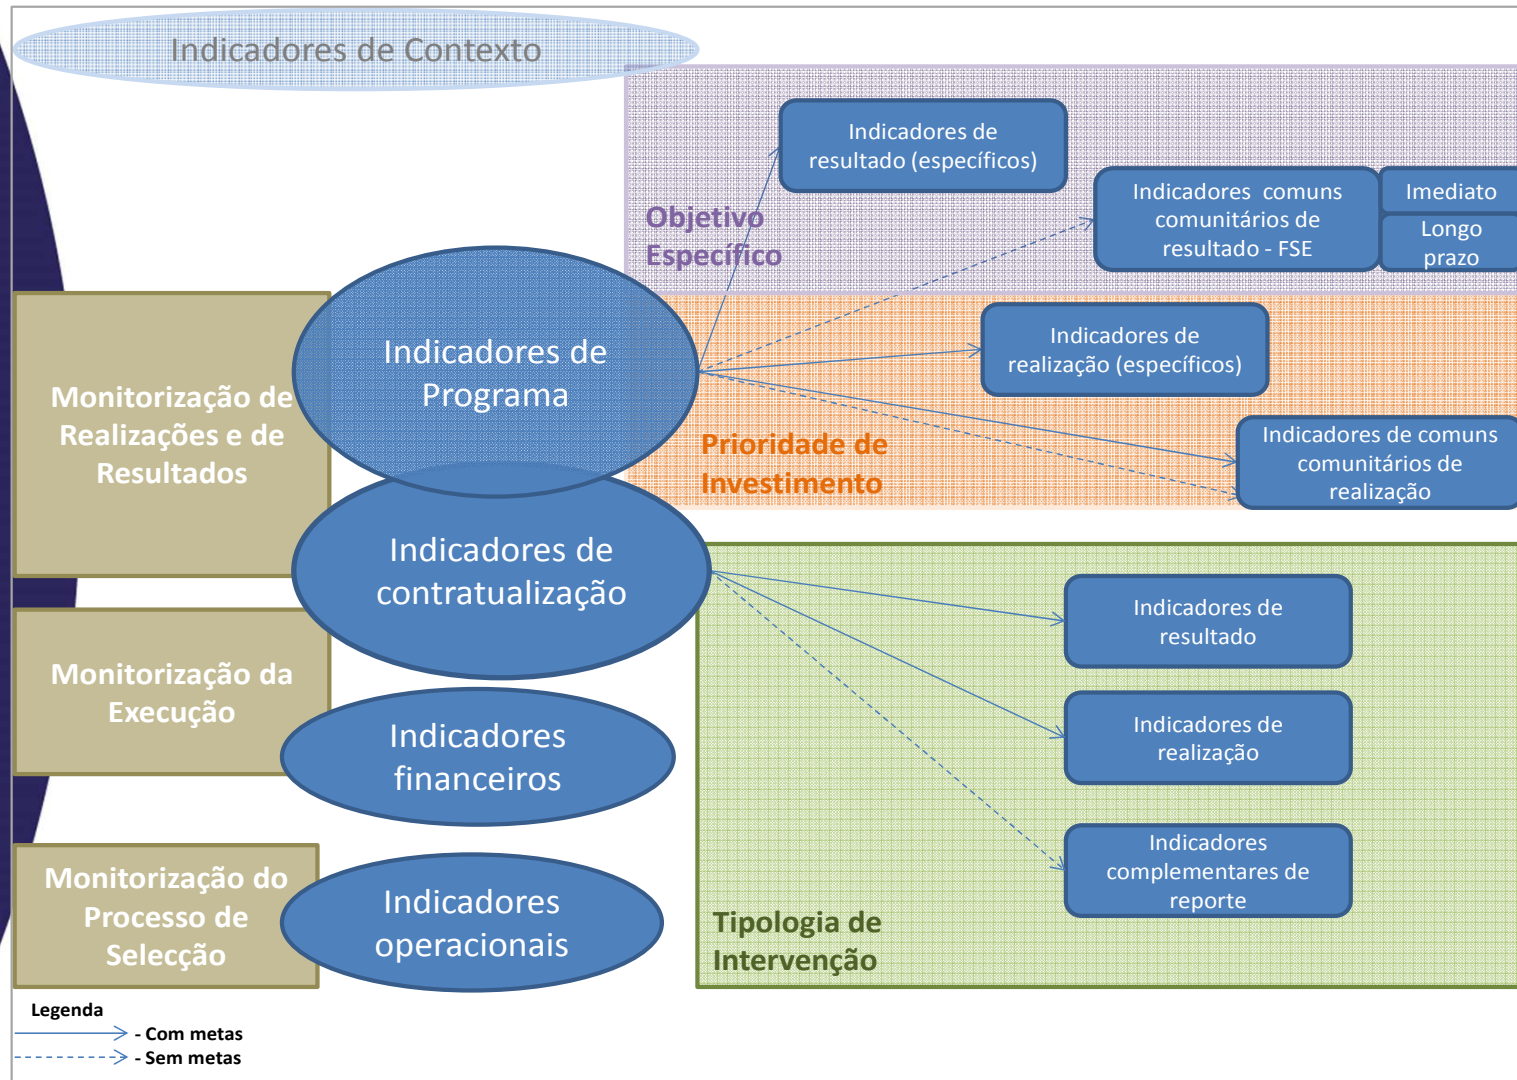 Indicadores de Contexto
Indicadores de
resultado (específicos)
Indicadores  comuns
comunitários de
resultado - FSE
Imediato
Longo
prazo
Objetivo
Específico
Indicadores de
Programa
Indicadores de
realização (específicos)
Prioridade de
Investimento
Indicadores de comuns
comunitários de
realização
Monitorização de
Realizações e de
Resultados
Indicadores de
contratualização
Indicadores de
resultado
Monitorização da
Execução
Indicadores
financeiros
Indicadores de
realização
Monitorização do
Processo de
Selecção
Indicadores
operacionais
Indicadores
complementares de
reporte
Tipologia de
Intervenção
Legenda
- Com metas
- Sem metas